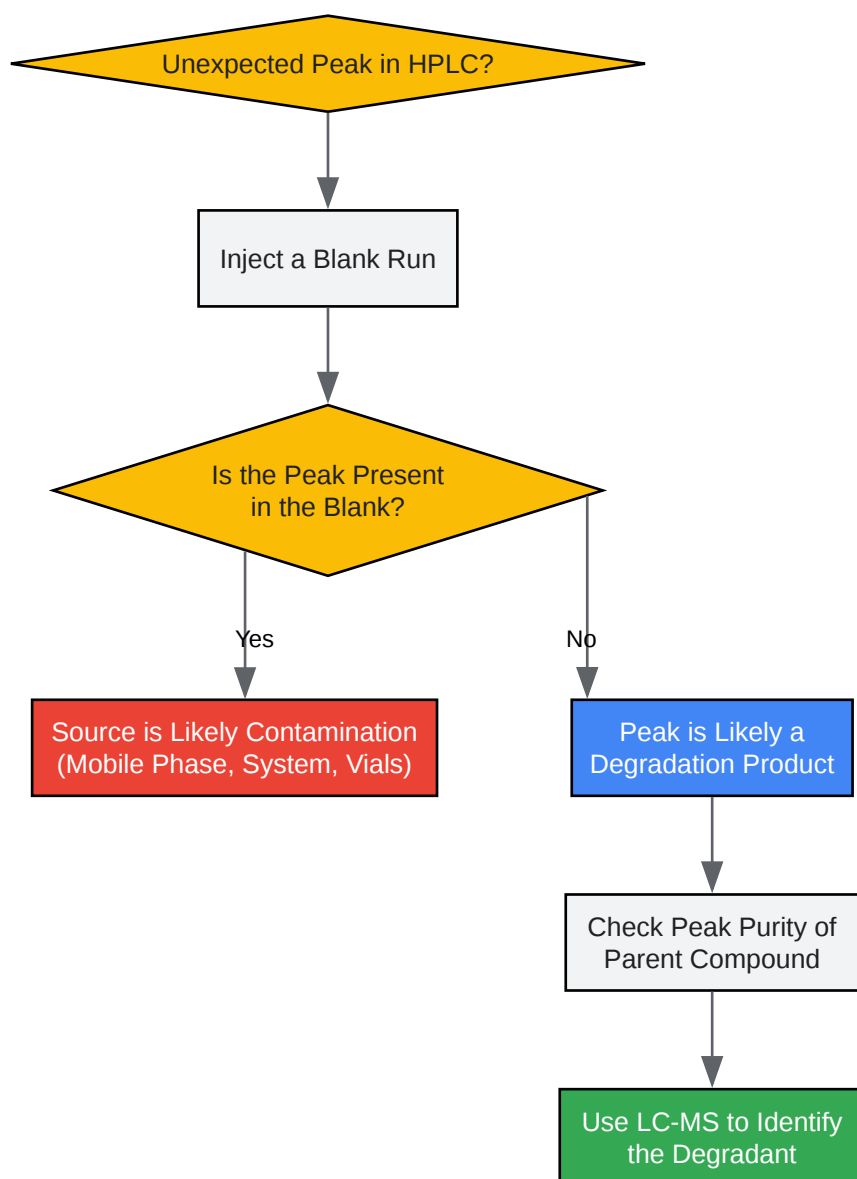 Unexpected Peak in HPLC?
Inject a Blank Run
Is the Peak Present
in the Blank?
Yes
No
Source is Likely Contamination
(Mobile Phase, System, Vials)
Peak is Likely a
Degradation Product
Check Peak Purity of
Parent Compound
Use LC-MS to Identify
the Degradant